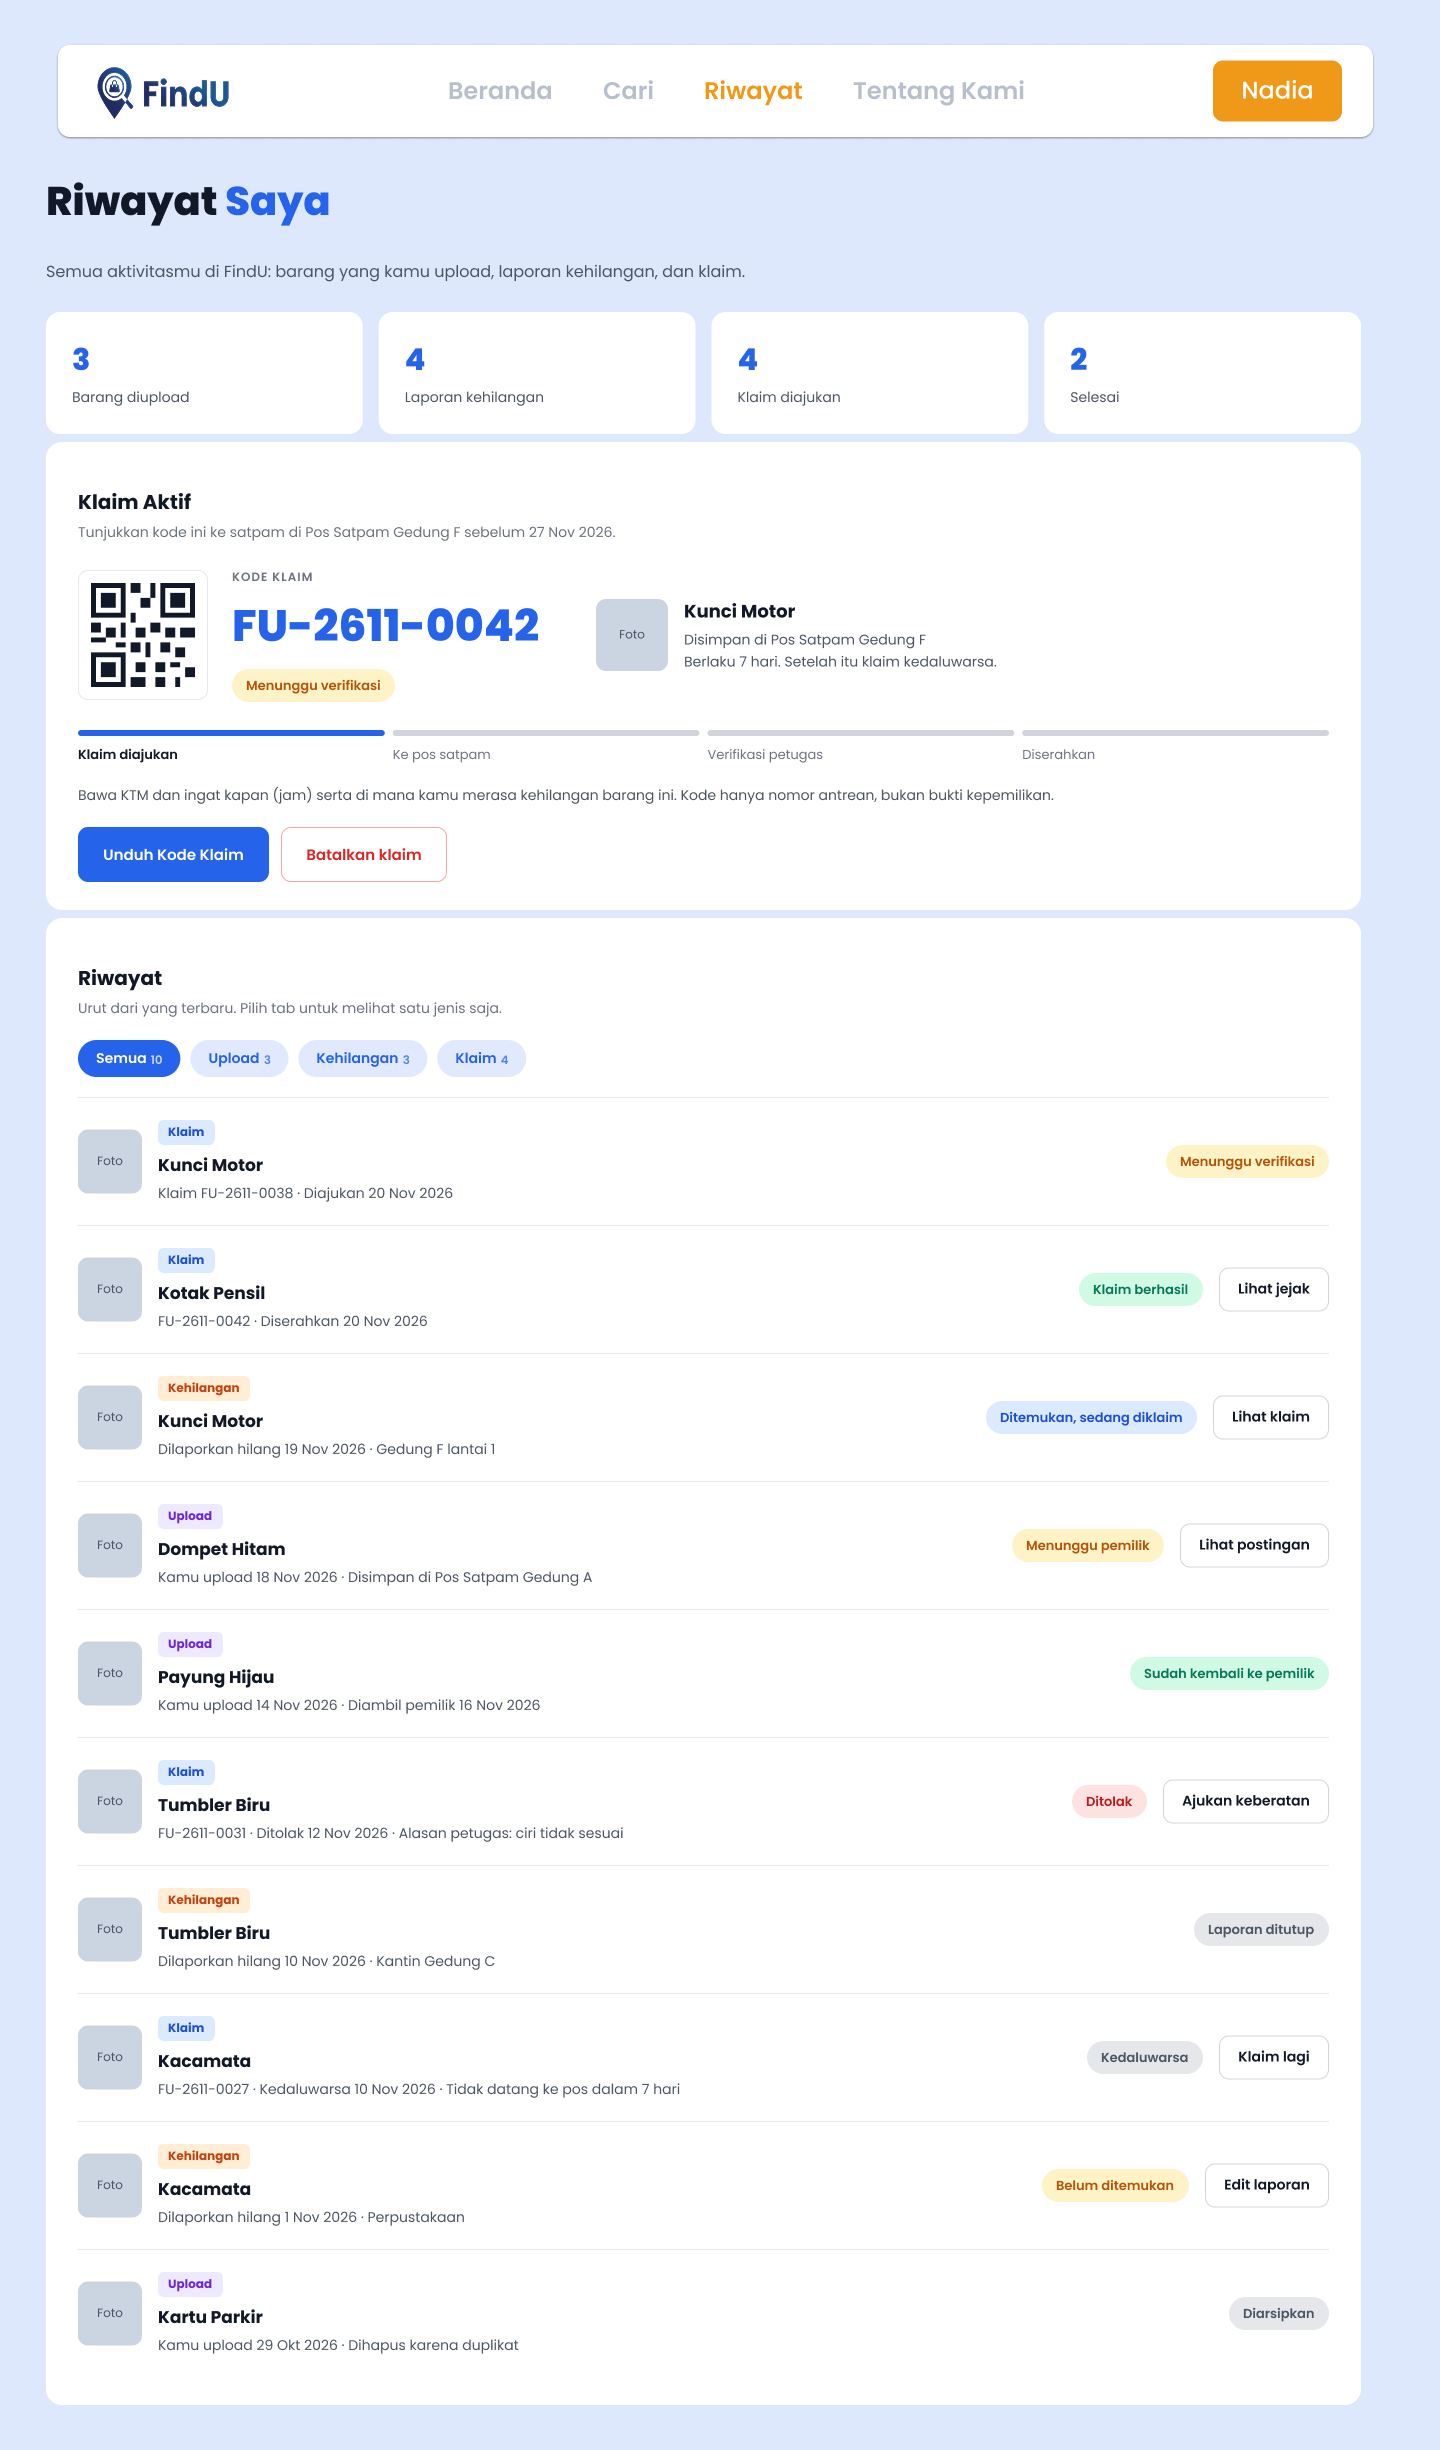 FindU
Beranda
Cari
Riwayat
Tentang Kami
Nadia
Riwayat Saya
Semua aktivitasmu di FindU: barang yang kamu upload, laporan kehilangan, dan klaim.
3
Barang diupload
4
Laporan kehilangan
4
Klaim diajukan
2
Selesai
Klaim Aktif
Tunjukkan kode ini ke satpam di Pos Satpam Gedung F sebelum 27 Nov 2026.
KODE KLAIM
FU-2611-0042
Menunggu verifikasi
Foto
Kunci Motor
Disimpan di Pos Satpam Gedung F
Berlaku 7 hari. Setelah itu klaim kedaluwarsa.
Klaim diajukan
Ke pos satpam
Verifikasi petugas
Diserahkan
Bawa KTM dan ingat kapan (jam) serta di mana kamu merasa kehilangan barang ini. Kode hanya nomor antrean, bukan bukti kepemilikan.
Unduh Kode Klaim
Batalkan klaim
Riwayat
Urut dari yang terbaru. Pilih tab untuk melihat satu jenis saja.
Semua 10
Upload 3
Kehilangan 3
Klaim 4
Foto
Klaim
Kunci Motor
Klaim FU-2611-0038 · Diajukan 20 Nov 2026
Menunggu verifikasi
Foto
Klaim
Kotak Pensil
FU-2611-0042 · Diserahkan 20 Nov 2026
Klaim berhasil
Lihat jejak
Foto
Kehilangan
Kunci Motor
Dilaporkan hilang 19 Nov 2026 · Gedung F lantai 1
Ditemukan, sedang diklaim
Lihat klaim
Foto
Upload
Dompet Hitam
Kamu upload 18 Nov 2026 · Disimpan di Pos Satpam Gedung A
Menunggu pemilik
Lihat postingan
Foto
Upload
Payung Hijau
Kamu upload 14 Nov 2026 · Diambil pemilik 16 Nov 2026
Sudah kembali ke pemilik
Foto
Klaim
Tumbler Biru
FU-2611-0031 · Ditolak 12 Nov 2026 · Alasan petugas: ciri tidak sesuai
Ditolak
Ajukan keberatan
Foto
Kehilangan
Tumbler Biru
Dilaporkan hilang 10 Nov 2026 · Kantin Gedung C
Laporan ditutup
Foto
Klaim
Kacamata
FU-2611-0027 · Kedaluwarsa 10 Nov 2026 · Tidak datang ke pos dalam 7 hari
Kedaluwarsa
Klaim lagi
Foto
Kehilangan
Kacamata
Dilaporkan hilang 1 Nov 2026 · Perpustakaan
Belum ditemukan
Edit laporan
Foto
Upload
Kartu Parkir
Kamu upload 29 Okt 2026 · Dihapus karena duplikat
Diarsipkan